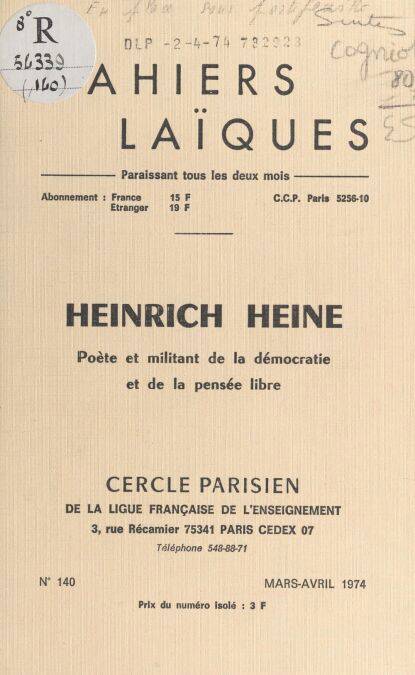 8° R
56339
(140)
DLP -2-4-74 732923
AHIERS
LAÏQUES
Paraissant tous les deux mois
Abonnement : France 15 F
Etranger 19 F
C.C.P. Paris 5256-10
HEINRICH HEINE
Poète et militant de la démocratie
et de la pensée libre
CERCLE PARISIEN
DE LA LIGUE FRANÇAISE DE L'ENSEIGNEMENT
3, rue Récamier 75341 PARIS CEDEX 07
Téléphone 548-88-71
N° 140 MARS-AVRIL 1974
Prix du numéro isolé : 3 F